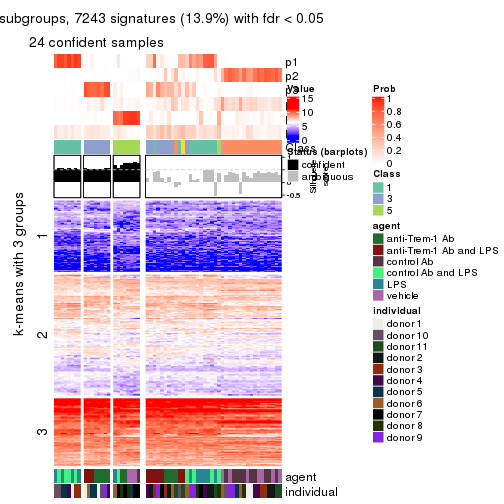 subgroups, 7243 signatures (13.9%) with fdr < 0.05
24 confident samples
p1
p2
Value
15
10
5
0
Prob
1
0.8
0.6
0.4
0.2
0
Class
Status (barplots)
confident
ambiguous
-0.5
Class
1
3
5
agent
anti-Trem-1 Ab
anti-Trem-1 Ab and LPS
control Ab
control Ab and LPS
LPS
vehicle
individual
donor 1
donor 10
donor 11
donor 2
donor 3
donor 4
donor 5
donor 6
donor 7
donor 8
donor 9
k-means with 3 groups
1
2
3
agent
individual